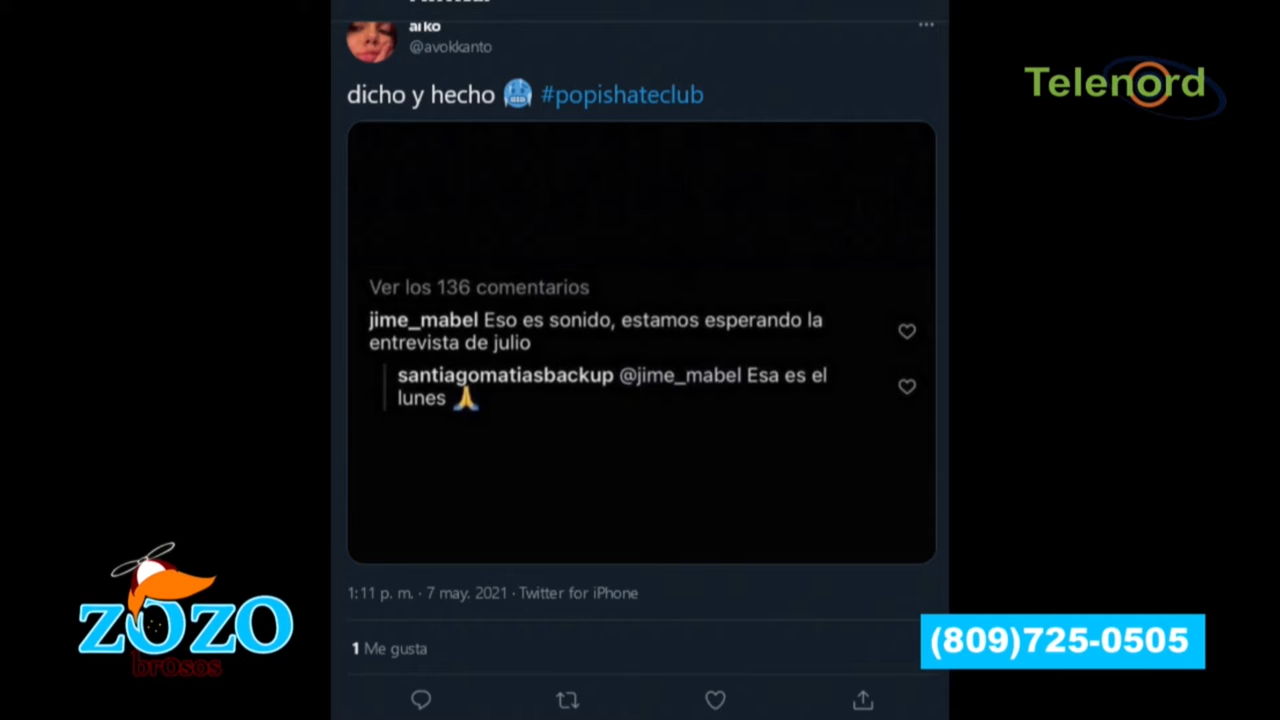 aiko
@avokkanto
Telenord
dicho y hecho 🥶 #popishateclub
Ver los 136 comentarios
jime_mabel Eso es sonido, estamos esperando la
entrevista de julio
santiagomatiasbackup @jime_mabel Esa es el
lunes 🙏
1:11 p. m. · 7 may. 2021 · Twitter for iPhone
1 Me gusta
zozo
brosos
(809)725-0505